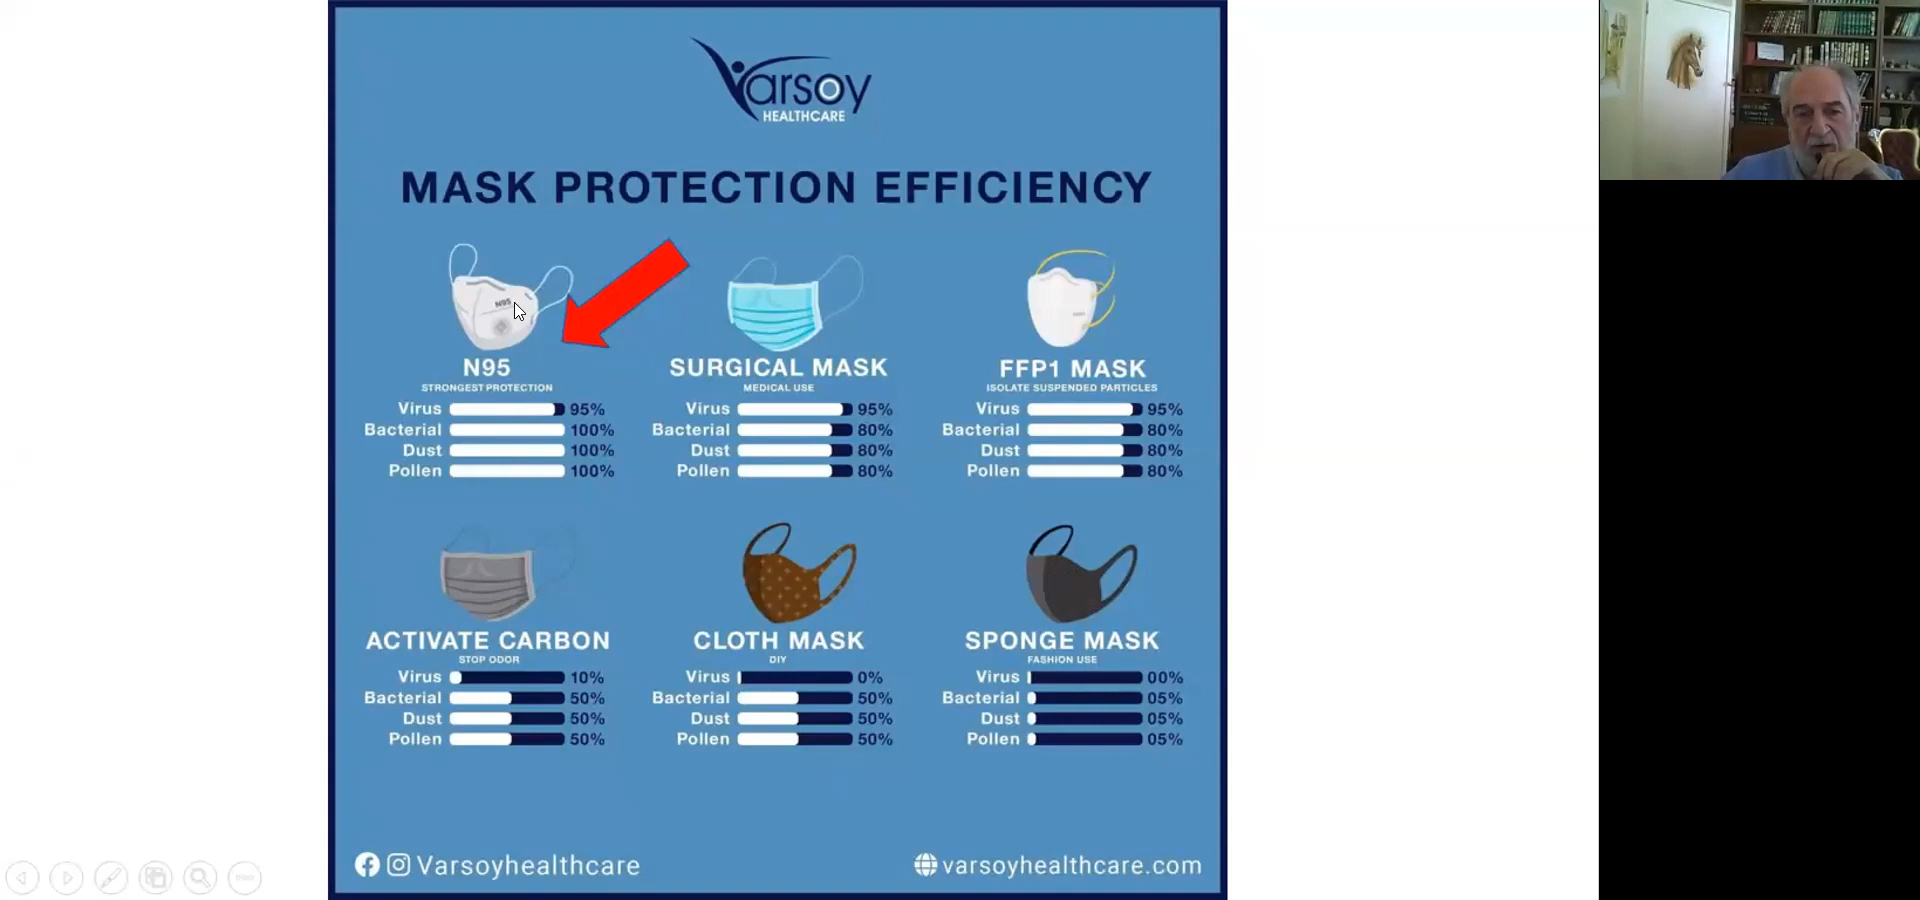 Varsoy
HEALTHCARE
MASK PROTECTION EFFICIENCY
N95
N95
STRONGEST PROTECTION
Virus 95%
Bacterial 100%
Dust 100%
Pollen 100%
SURGICAL MASK
MEDICAL USE
Virus 95%
Bacterial 80%
Dust 80%
Pollen 80%
FFP1 MASK
ISOLATE SUSPENDED PARTICLES
Virus 95%
Bacterial 80%
Dust 80%
Pollen 80%
ACTIVATE CARBON
STOP ODOR
Virus 10%
Bacterial 50%
Dust 50%
Pollen 50%
CLOTH MASK
DIY
Virus 0%
Bacterial 50%
Dust 50%
Pollen 50%
SPONGE MASK
FASHION USE
Virus 00%
Bacterial 05%
Dust 05%
Pollen 05%
Varsoyhealthcare
varsoyhealthcare.com